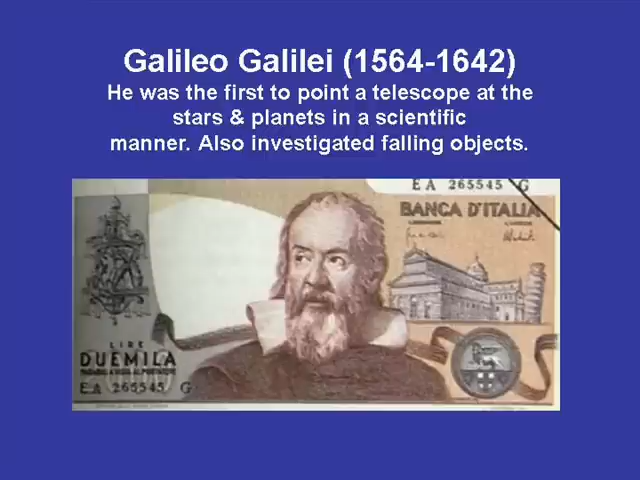 Galileo Galilei (1564-1642)
He was the first to point a telescope at the
stars & planets in a scientific
manner. Also investigated falling objects.
EA 265545 G
BANCA D'ITALIA
LIRE
DUEMILA
EA 265545 G